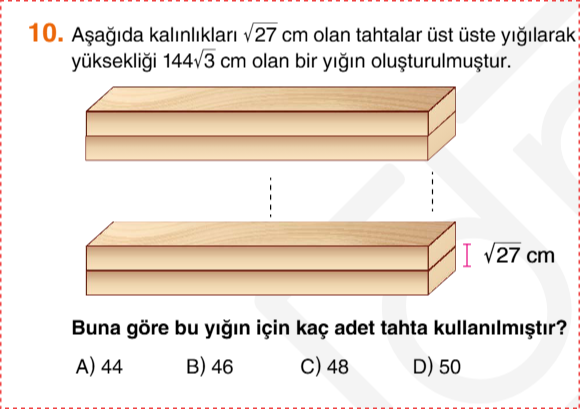 10. Aşağıda kalınlıkları √27 cm olan tahtalar üst üste yığılarak
yüksekliği 144√3 cm olan bir yığın oluşturulmuştur.
√27 cm
Buna göre bu yığın için kaç adet tahta kullanılmıştır?
A) 44 B) 46 C) 48 D) 50